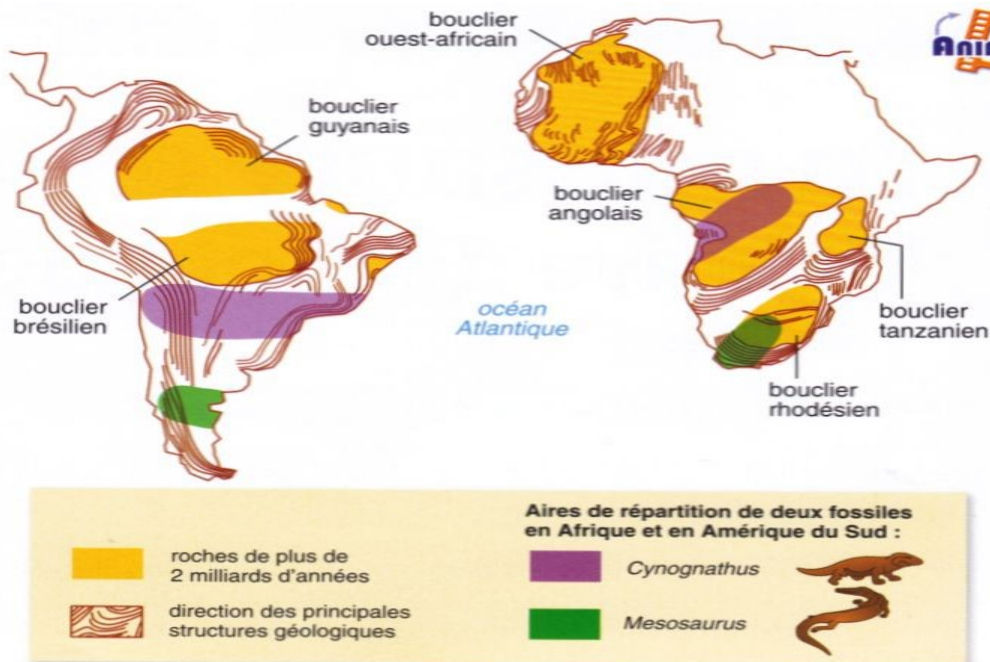 bouclier
ouest-africain
bouclier
guyanais
bouclier
angolais
bouclier
brésilien
océan
Atlantique
bouclier
tanzanien
bouclier
rhodésien
roches de plus de
2 milliards d'années
direction des principales
structures géologiques
Aires de répartition de deux fossiles
en Afrique et en Amérique du Sud :
Cynognathus
Mesosaurus